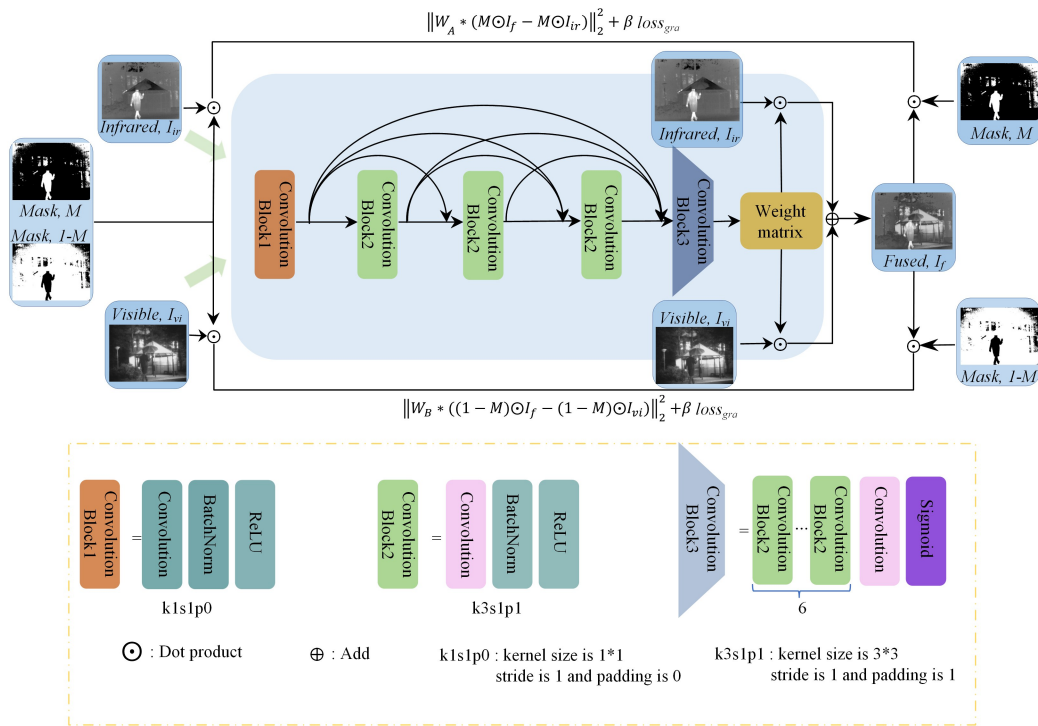 ‖W_A * (M⊙I_f − M⊙I_ir)‖₂² + β loss_gra
Infrared, I_ir
Mask, M
Mask, 1-M
Visible, I_vi
Convolution
Block1
Convolution
Block2
Convolution
Block2
Convolution
Block2
Convolution
Block3
Infrared, I_ir
Weight
matrix
Visible, I_vi
Mask, M
Fused, I_f
Mask, 1-M
‖W_B * ((1 − M)⊙I_f − (1 − M)⊙I_vi)‖₂² + β loss_gra
Convolution
Block1
=
Convolution
BatchNorm
ReLU
k1s1p0
Convolution
Block2
=
Convolution
BatchNorm
ReLU
k3s1p1
Convolution
Block3
=
Convolution
Block2
...
Convolution
Block2
Convolution
Sigmoid
6
⊙ : Dot product
⊕ : Add
k1s1p0 : kernel size is 1*1
stride is 1 and padding is 0
k3s1p1 : kernel size is 3*3
stride is 1 and padding is 1